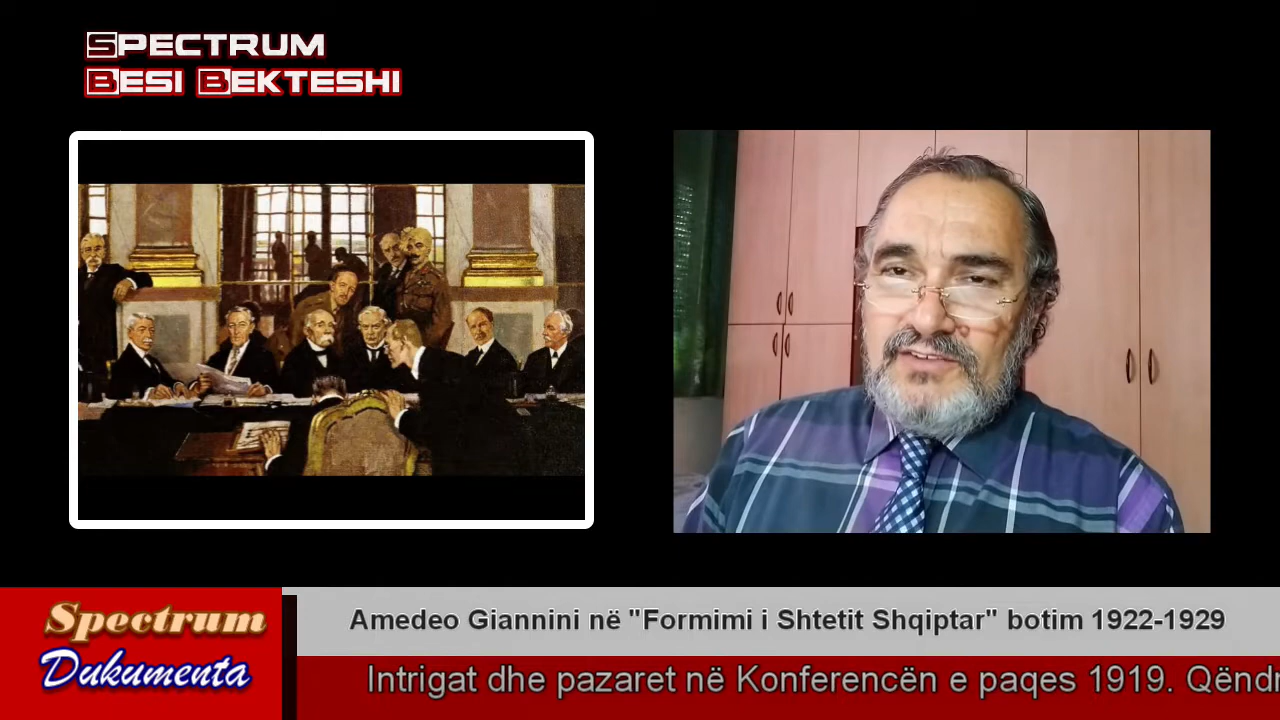 SPECTRUM
BESI BEKTESHI
Spectrum
Dukumenta
Amedeo Giannini në "Formimi i Shtetit Shqiptar" botim 1922-1929
Intrigat dhe pazaret në Konferencën e paqes 1919. Qëndr